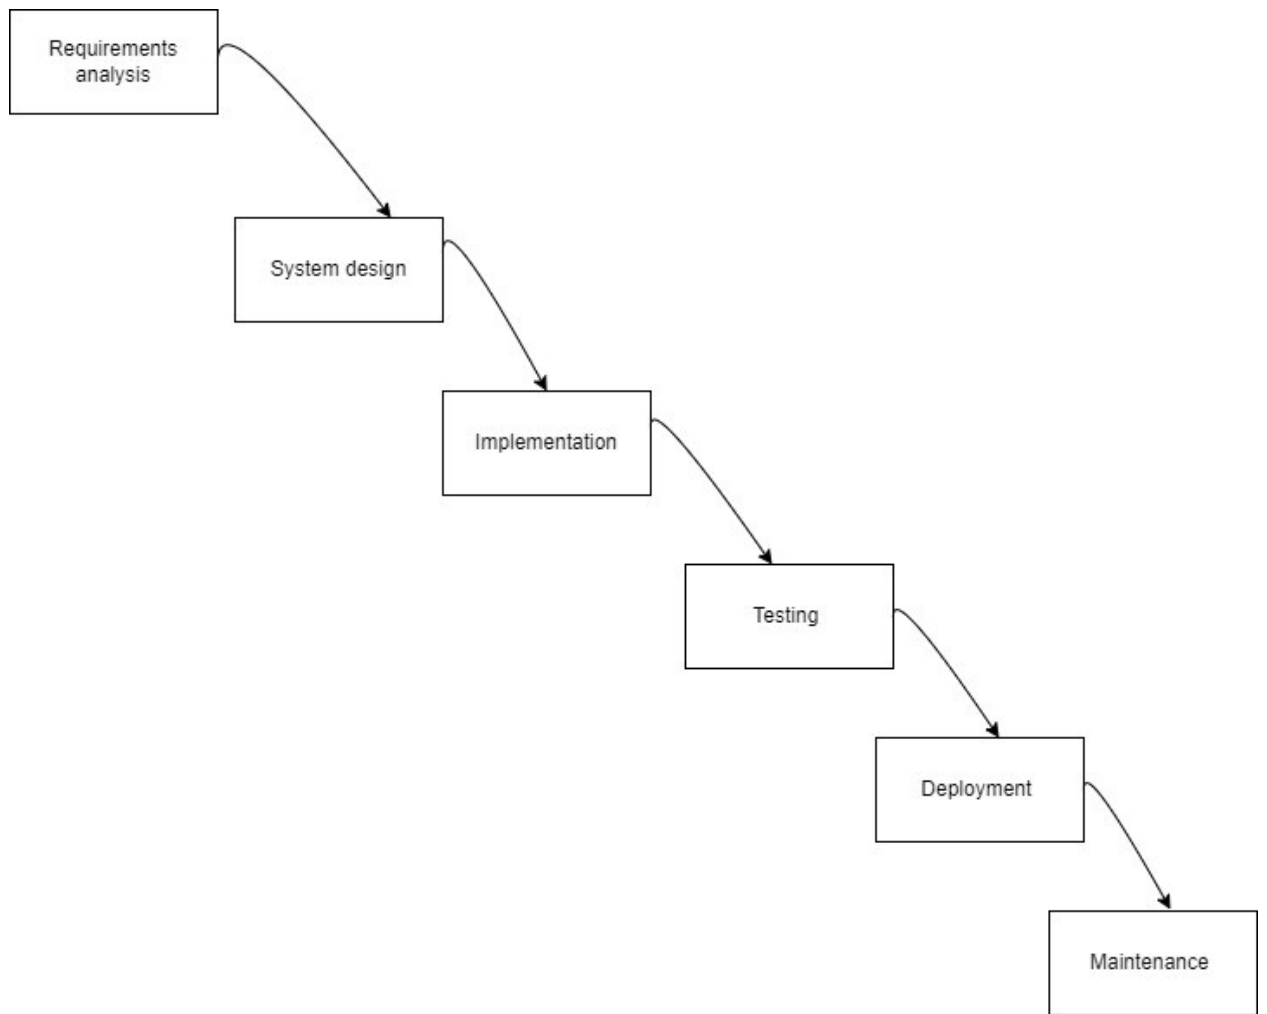 Requirements
analysis
System design
Implementation
Testing
Deployment
Maintenance